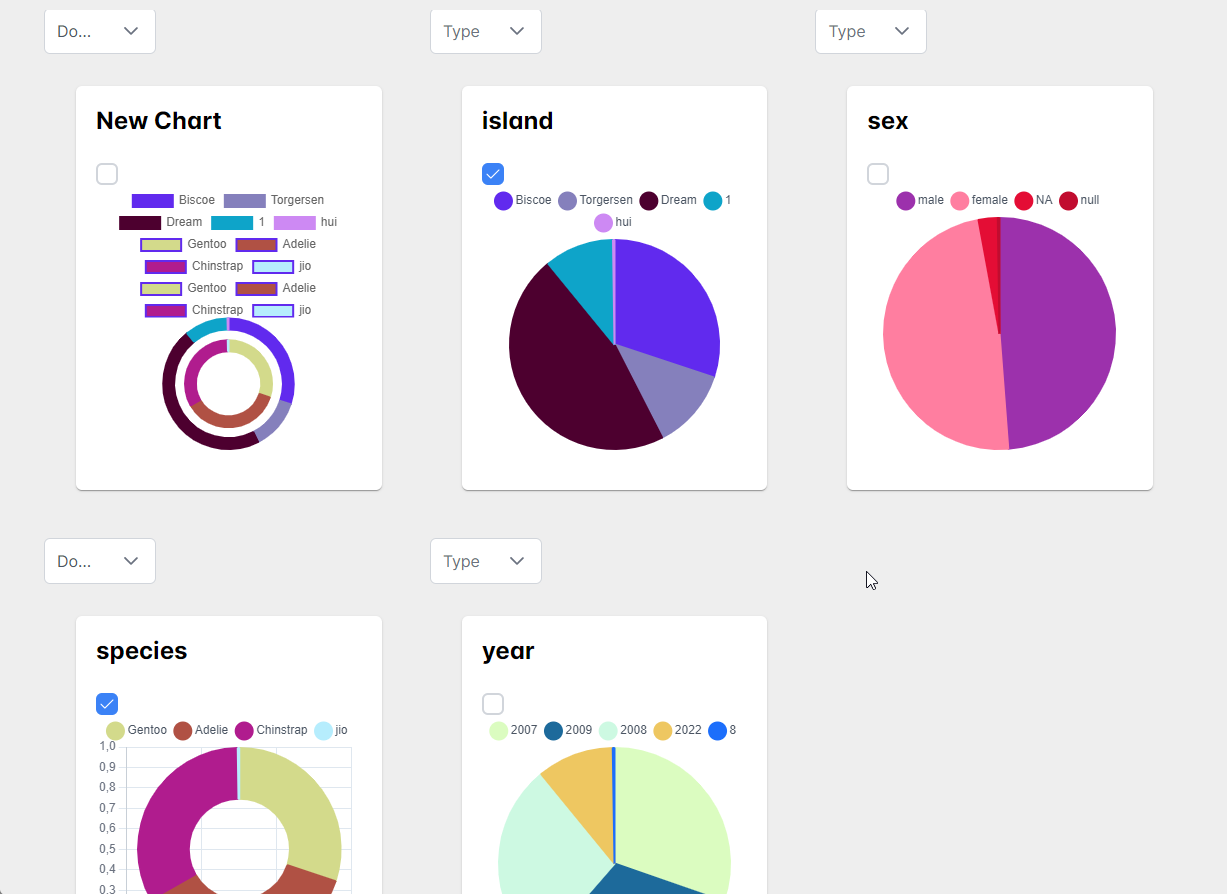 Do...
Type
Type
New Chart
Biscoe Torgersen
Dream 1 hui
Gentoo Adelie
Chinstrap jio
Gentoo Adelie
Chinstrap jio
island
Biscoe Torgersen Dream 1
hui
sex
male female NA null
Do...
Type
species
Gentoo Adelie Chinstrap jio
1,0
0,9
0,8
0,7
0,6
0,5
0,4
0,3
year
2007 2009 2008 2022 8